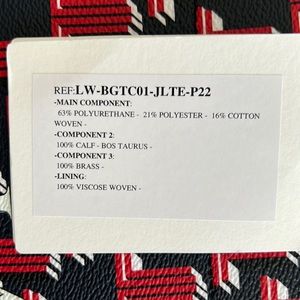 REF:LW-BGTC01-JLTE-P22
-MAIN COMPONENT:
63% POLYURETHANE - 21% POLYESTER - 16% COTTON
WOVEN -
-COMPONENT 2:
100% CALF - BOS TAURUS -
-COMPONENT 3:
100% BRASS -
-LINING:
100% VISCOSE WOVEN -